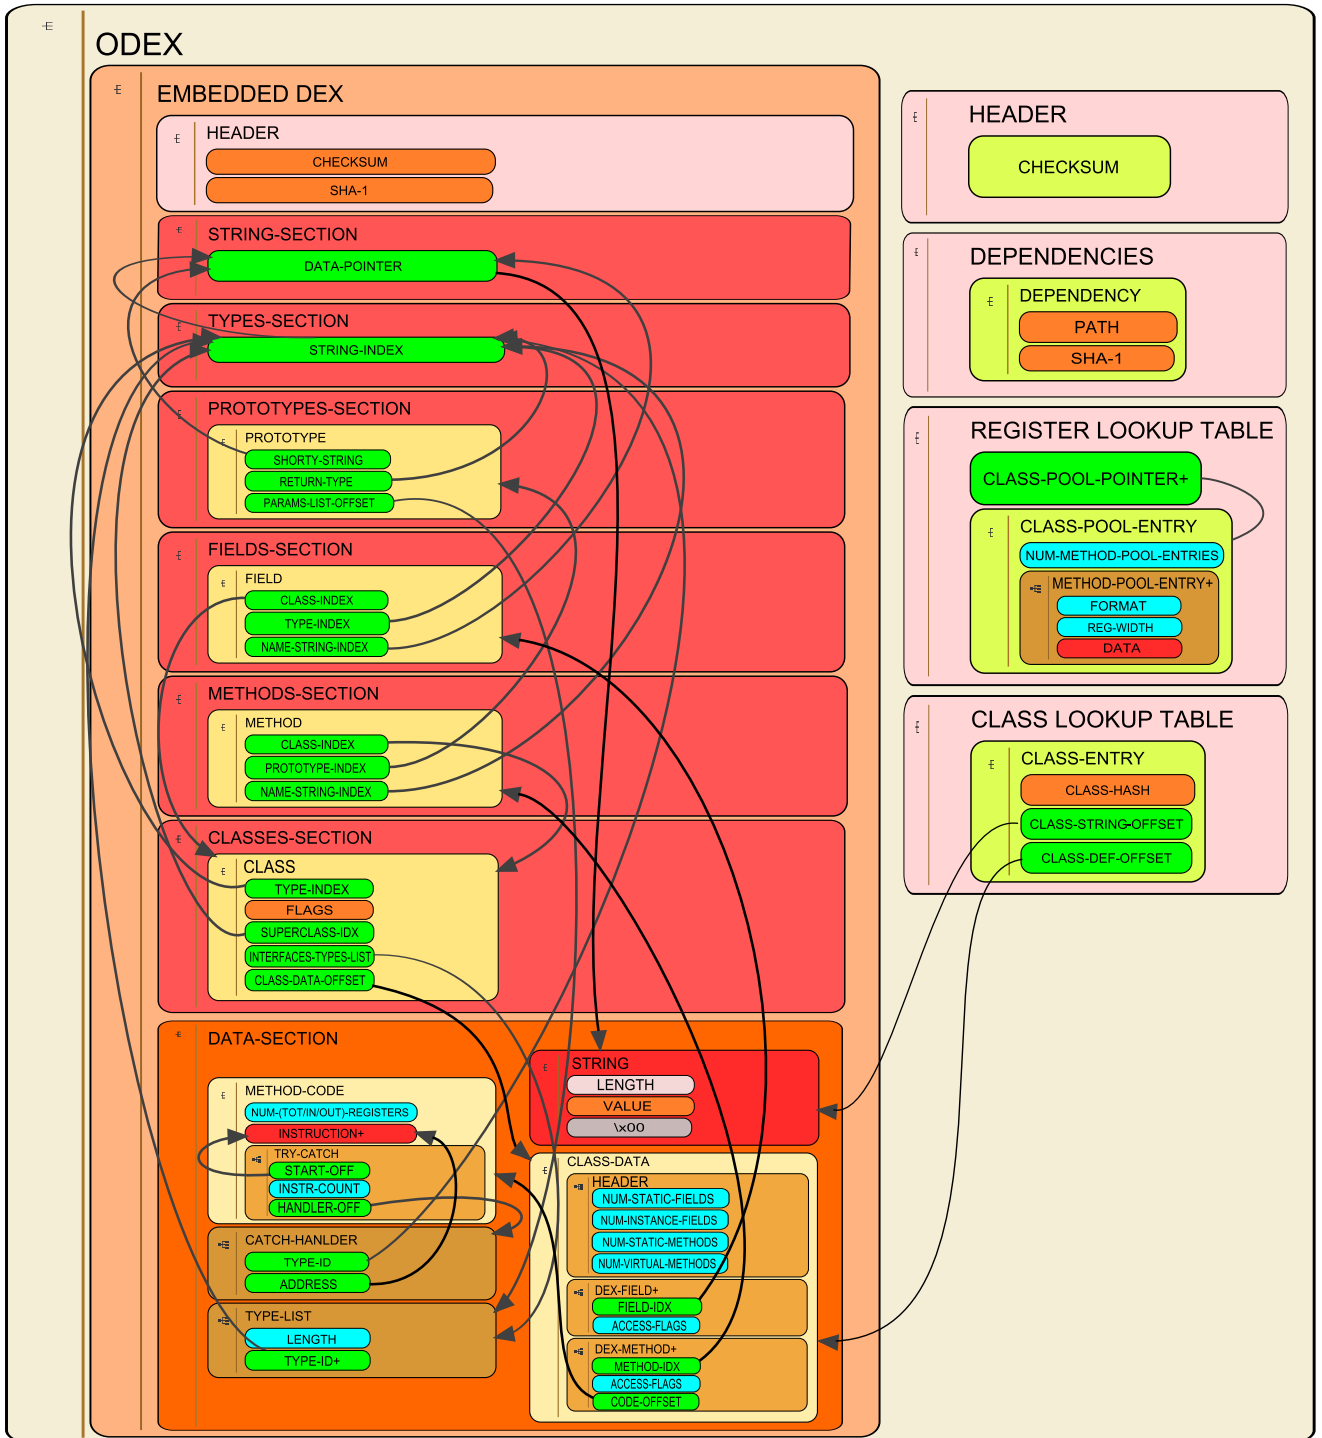 ODEX
EMBEDDED DEX
HEADER
CHECKSUM
SHA-1
STRING-SECTION
DATA-POINTER
TYPES-SECTION
STRING-INDEX
PROTOTYPES-SECTION
PROTOTYPE
SHORTY-STRING
RETURN-TYPE
PARAMS-LIST-OFFSET
FIELDS-SECTION
FIELD
CLASS-INDEX
TYPE-INDEX
NAME-STRING-INDEX
METHODS-SECTION
METHOD
CLASS-INDEX
PROTOTYPE-INDEX
NAME-STRING-INDEX
CLASSES-SECTION
CLASS
TYPE-INDEX
FLAGS
SUPERCLASS-IDX
INTERFACES-TYPES-LIST
CLASS-DATA-OFFSET
DATA-SECTION
METHOD-CODE
NUM-(TOT/IN/OUT)-REGISTERS
INSTRUCTION+
TRY-CATCH
START-OFF
INSTR-COUNT
HANDLER-OFF
CATCH-HANLDER
TYPE-ID
ADDRESS
TYPE-LIST
LENGTH
TYPE-ID+
STRING
LENGTH
VALUE
\x00
CLASS-DATA
HEADER
NUM-STATIC-FIELDS
NUM-INSTANCE-FIELDS
NUM-STATIC-METHODS
NUM-VIRTUAL-METHODS
DEX-FIELD+
FIELD-IDX
ACCESS-FLAGS
DEX-METHOD+
METHOD-IDX
ACCESS-FLAGS
CODE-OFFSET
HEADER
CHECKSUM
DEPENDENCIES
DEPENDENCY
PATH
SHA-1
REGISTER LOOKUP TABLE
CLASS-POOL-POINTER+
CLASS-POOL-ENTRY
NUM-METHOD-POOL-ENTRIES
METHOD-POOL-ENTRY+
FORMAT
REG-WIDTH
DATA
CLASS LOOKUP TABLE
CLASS-ENTRY
CLASS-HASH
CLASS-STRING-OFFSET
CLASS-DEF-OFFSET